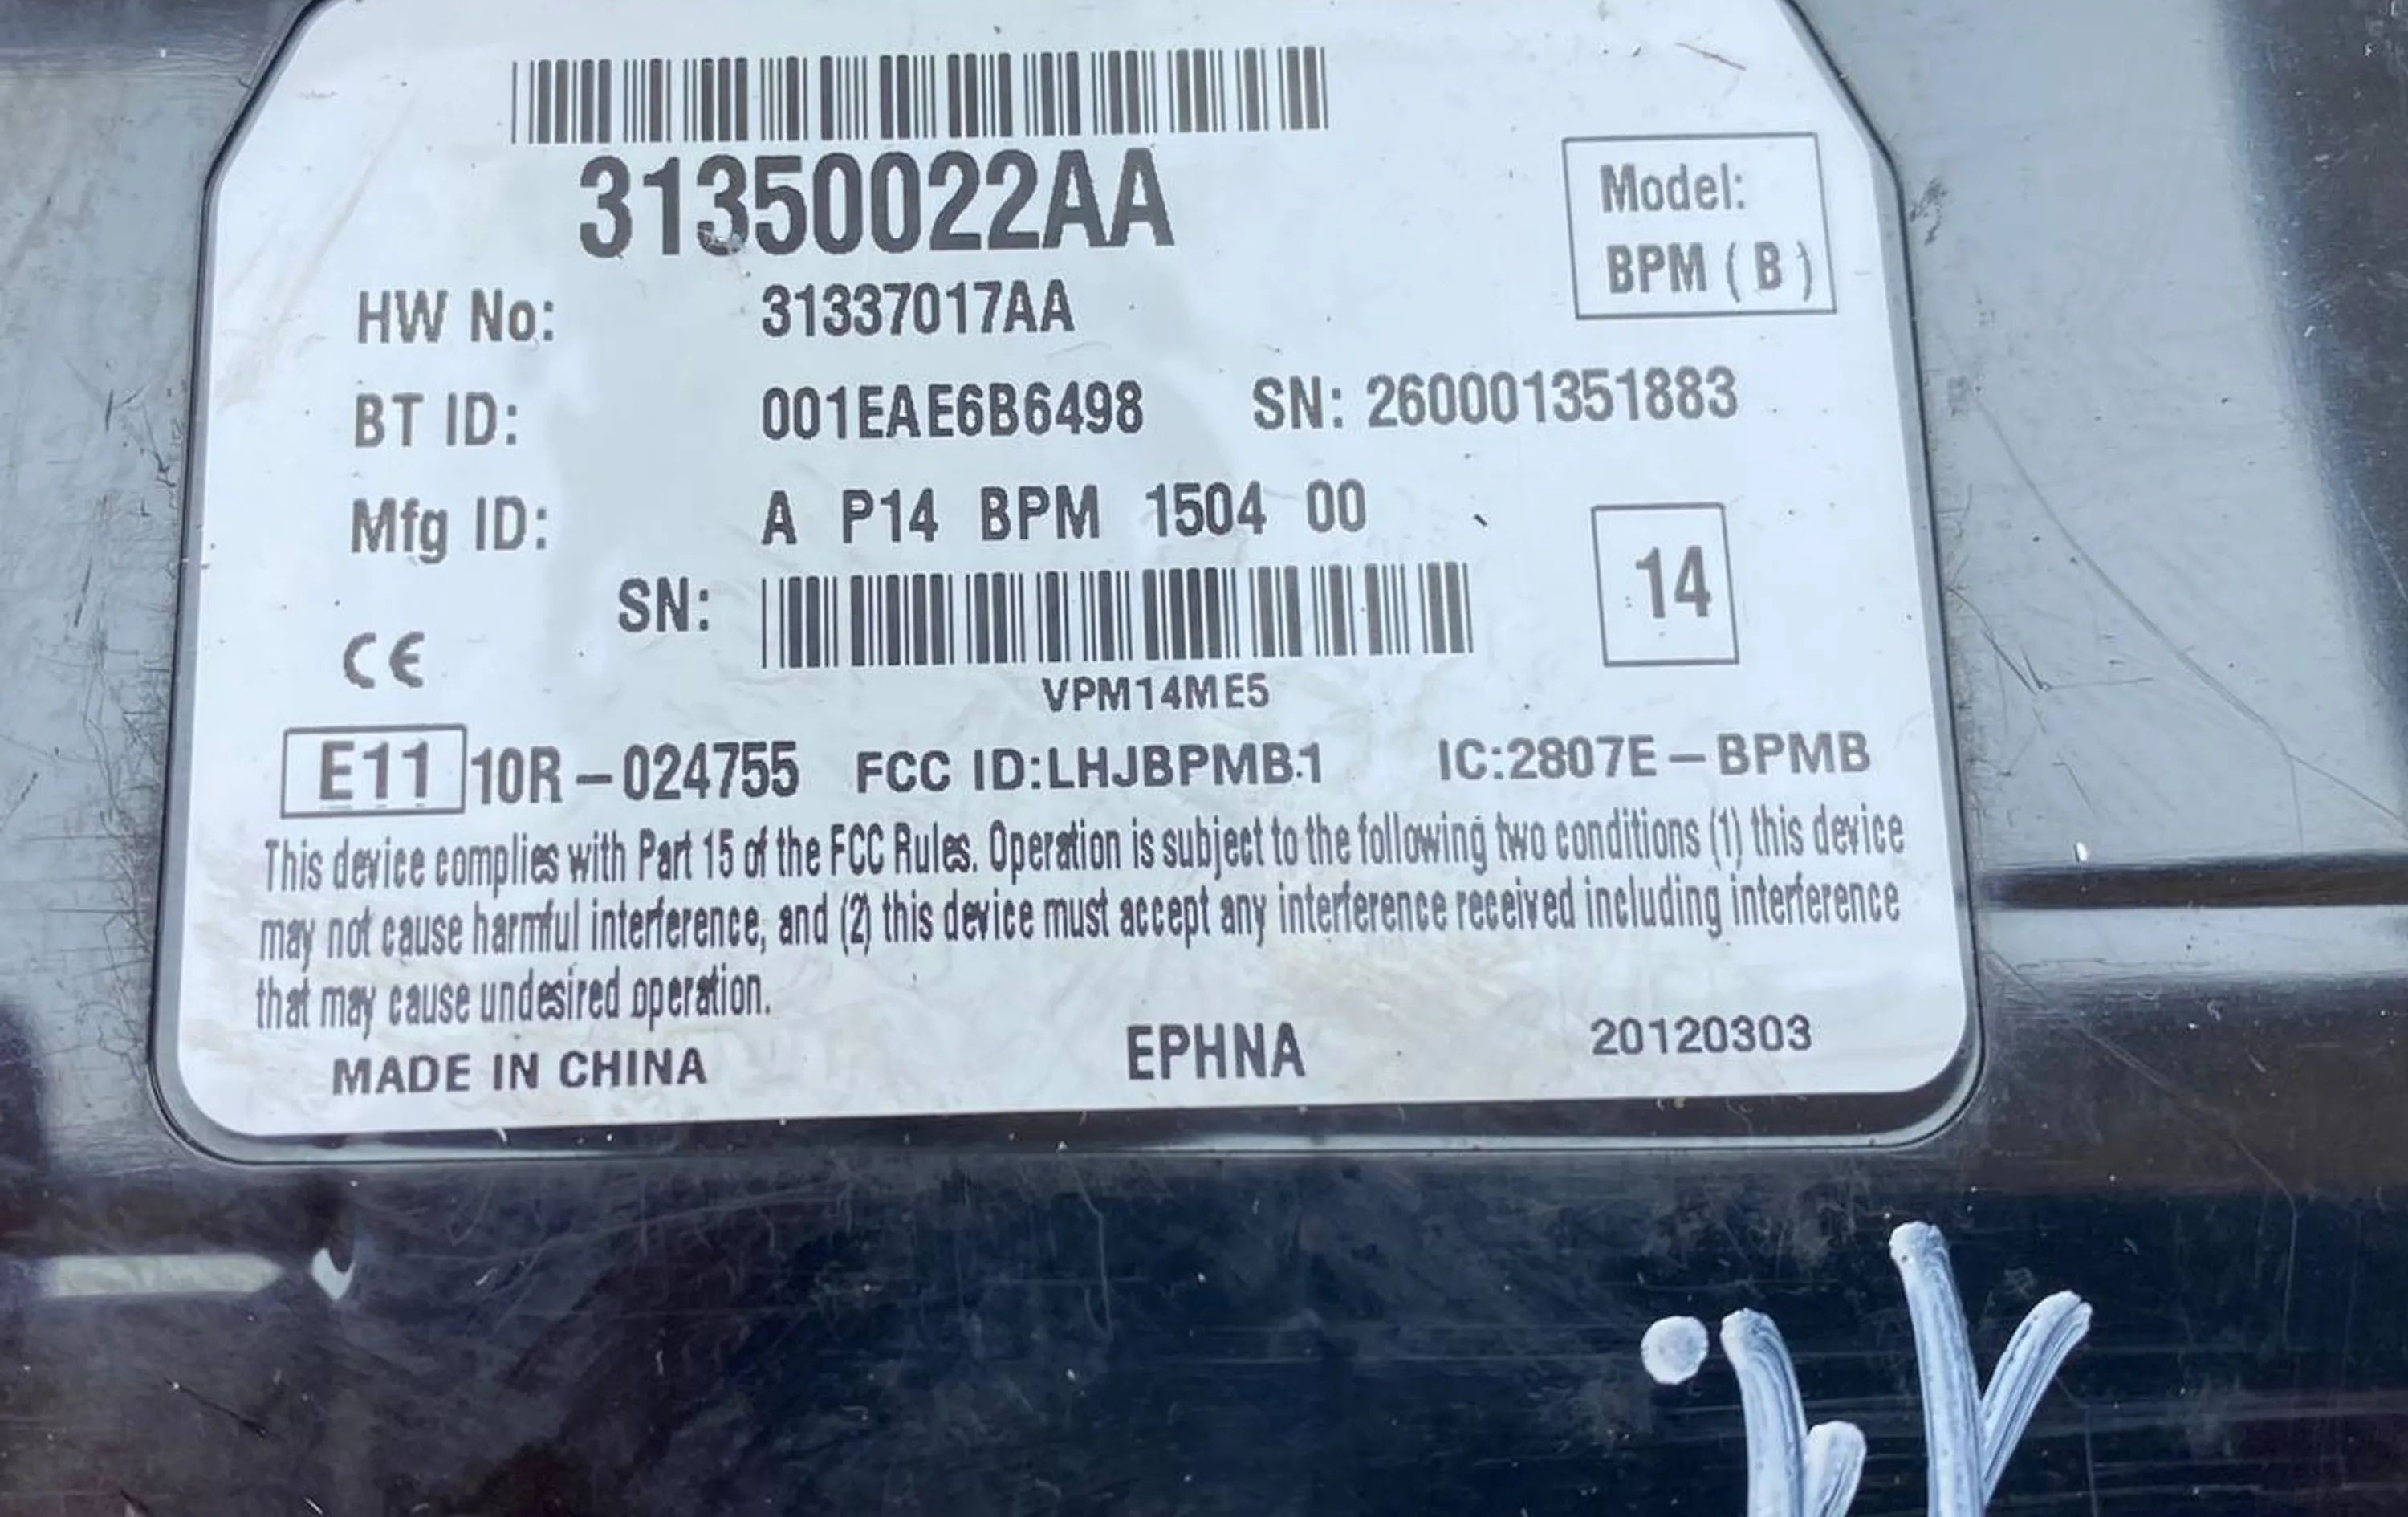 31350022AA
Model:
BPM ( B )
HW No: 31337017AA
BT ID: 001EAE6B6498 SN: 260001351883
Mfg ID: A P14 BPM 1504 00
SN:
14
VPM14ME5
CE
E11 10R-024755 FCC ID:LHJBPMB1 IC:2807E-BPMB
This device complies with Part 15 of the FCC Rules. Operation is subject to the following two conditions (1) this device
may not cause harmful interference, and (2) this device must accept any interference received including interference
that may cause undesired operation.
MADE IN CHINA EPHNA 20120303